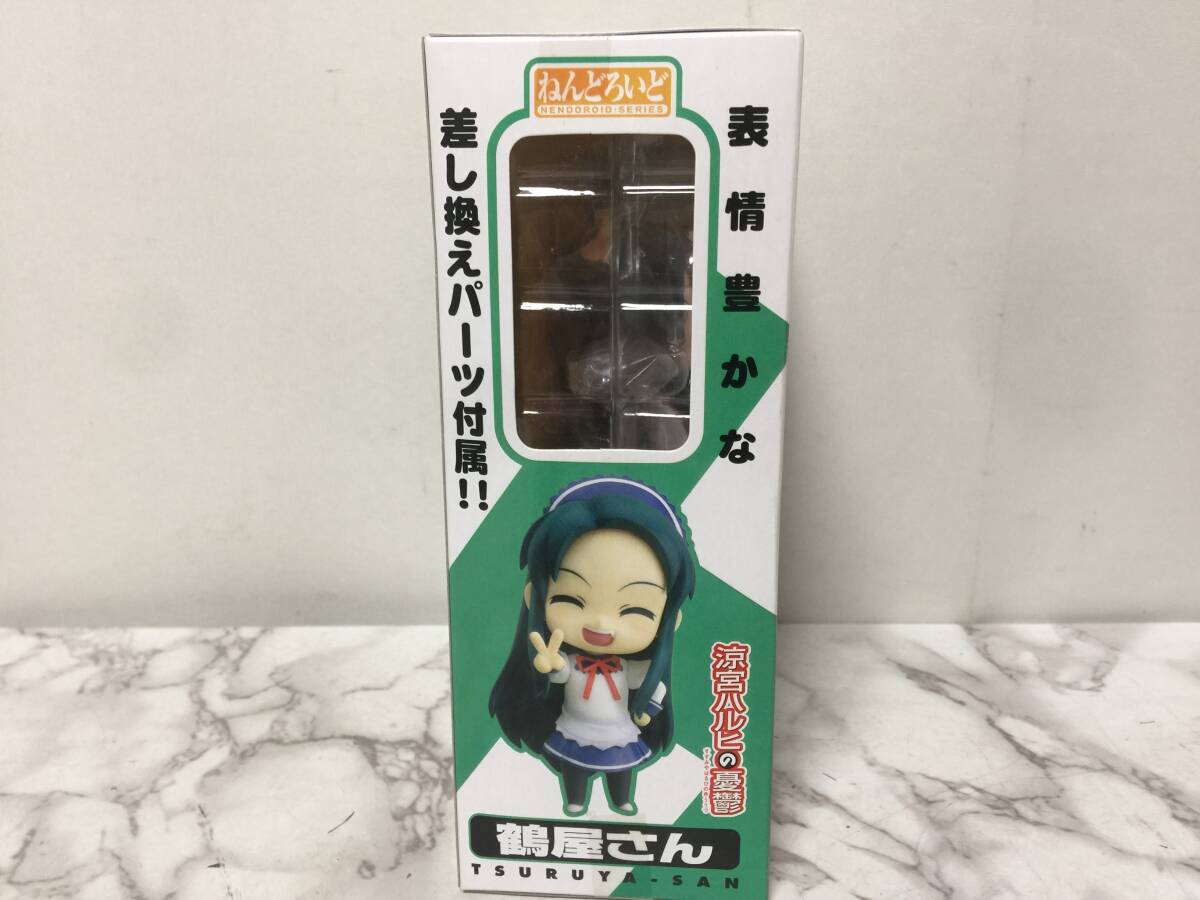 ねんどろいど
NENDOROID・SERIES
表情豊かな
差し換えパーツ付属!!
涼宮ハルヒの憂鬱
鶴屋さん
TSURUYA-SAN